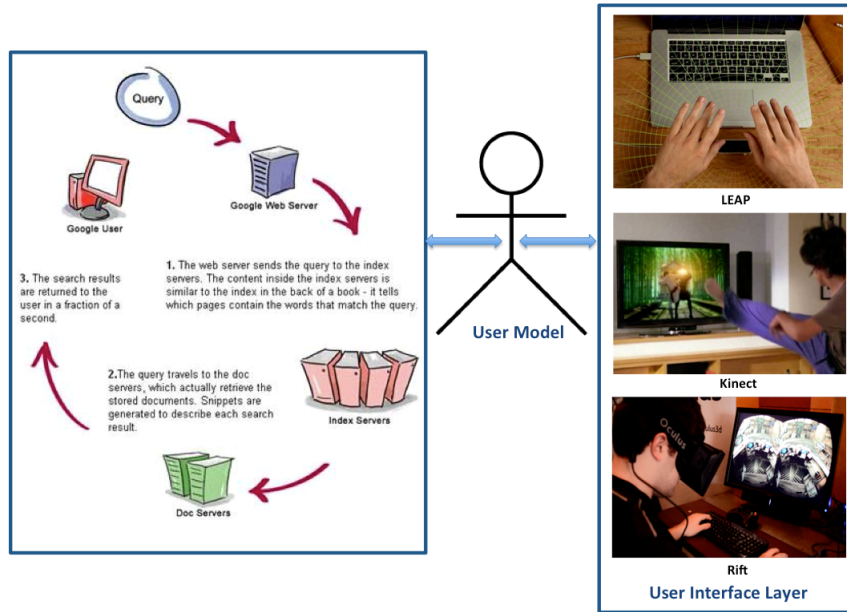 Query
Google Web Server
Google User
1. The web server sends the query to the index
servers. The content inside the index servers is
similar to the index in the back of a book - it tells
which pages contain the words that match the query.
3. The search results
are returned to the
user in a fraction of a
second.
2.The query travels to the doc
servers, which actually retrieve the
stored documents. Snippets are
generated to describe each search
result.
Index Servers
Doc Servers
User Model
LEAP
Kinect
Oculus
ulus3d
Rift
User Interface Layer